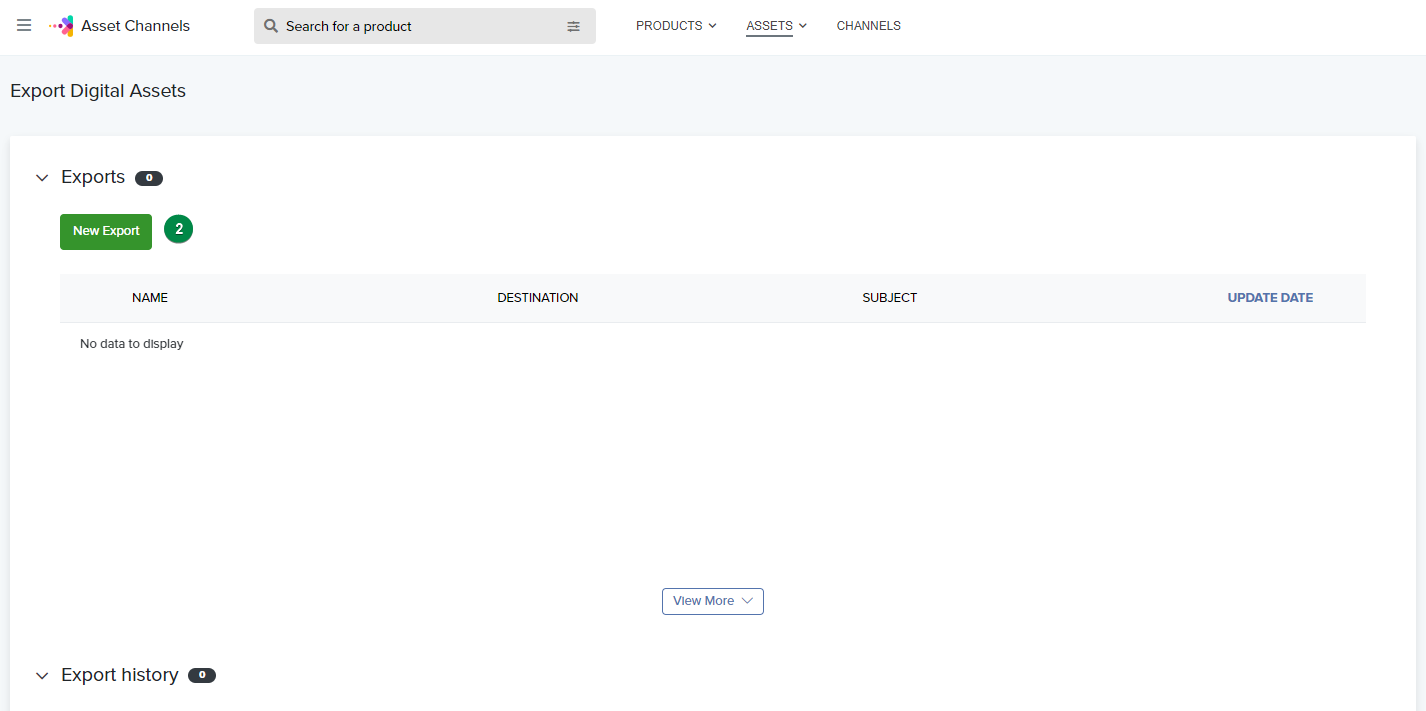 Asset Channels Search for a product PRODUCTS ASSETS CHANNELS
Export Digital Assets
Exports 0
New Export 2
NAME DESTINATION SUBJECT UPDATE DATE
No data to display
View More
Export history 0